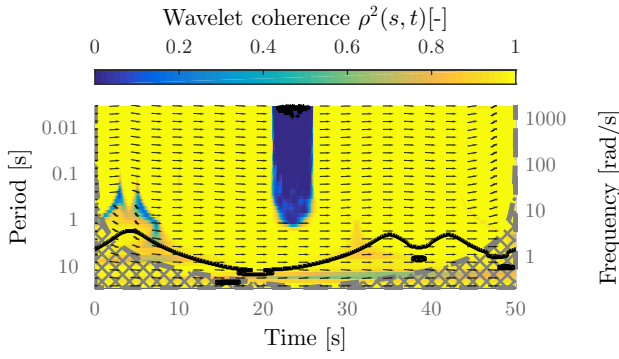 Wavelet coherence ρ²(s, t)[-]
0 0.2 0.4 0.6 0.8 1
0.01 0.1 1 10
Period [s]
1000 100 10 1
Frequency [rad/s]
0 10 20 30 40 50
Time [s]